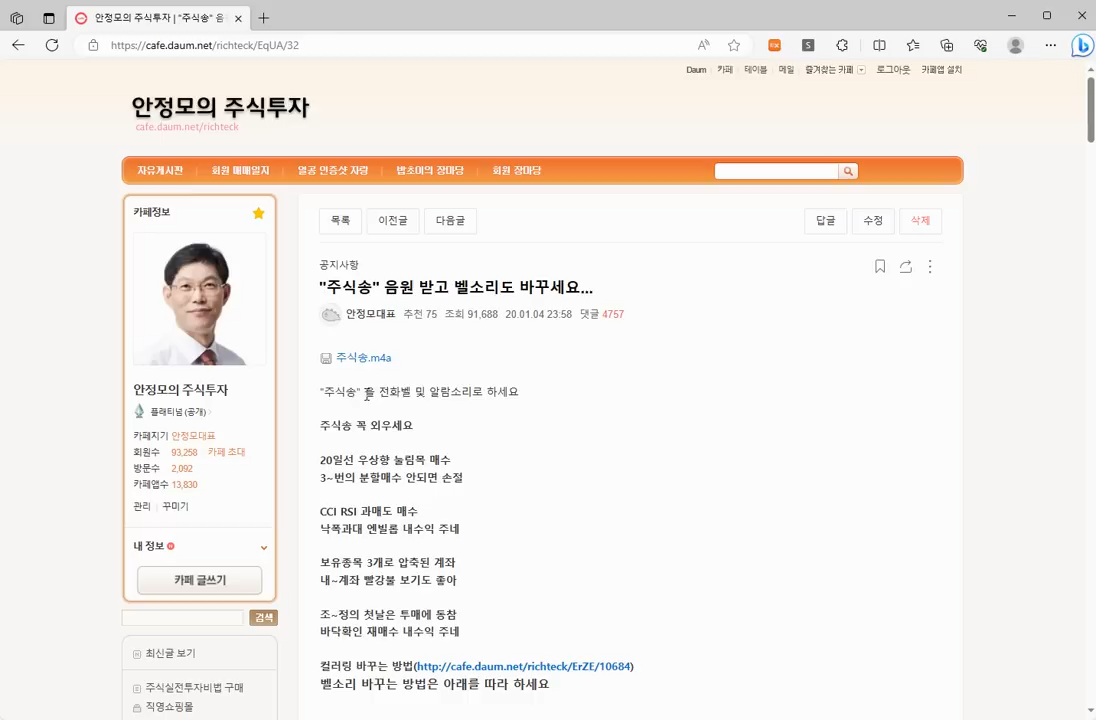 안정모의 주식투자 | "주식송" 음원
https://cafe.daum.net/richteck/EqUA/32
Daum 카페 테이블 메일 즐겨찾는 카페 로그아웃 카페앱 설치
안정모의 주식투자
cafe.daum.net/richteck
자유게시판 회원 매매일지 열공 인증샷 자랑 밥초머의 장마당 회원 장마당
카페정보
안정모의 주식투자
플래티넘 (공개)
카페지기 안정모대표
회원수 93,258 카페 초대
방문수 2,092
카페앱수 13,830
관리 꾸미기
내 정보
카페 글쓰기
검색
최신글 보기
주식실전투자비법 구매
직영쇼핑몰
목록 이전글 다음글 답글 수정 삭제
공지사항
"주식송" 음원 받고 벨소리도 바꾸세요...
안정모대표 추천 75 조회 91,688 20.01.04 23:58 댓글 4757
주식송.m4a
"주식송" 을 전화벨 및 알람소리로 하세요
주식송 꼭 외우세요
20일선 우상향 눌림목 매수
3~번의 분할매수 안되면 손절
CCI RSI 과매도 매수
낙폭과대 엔빌롭 내수익 주네
보유종목 3개로 압축된 계좌
내~계좌 빨강불 보기도 좋아
조~정의 첫날은 투매에 동참
바닥확인 재매수 내수익 주네
컬러링 바꾸는 방법(http://cafe.daum.net/richteck/ErZE/10684)
벨소리 바꾸는 방법은 아래를 따라 하세요